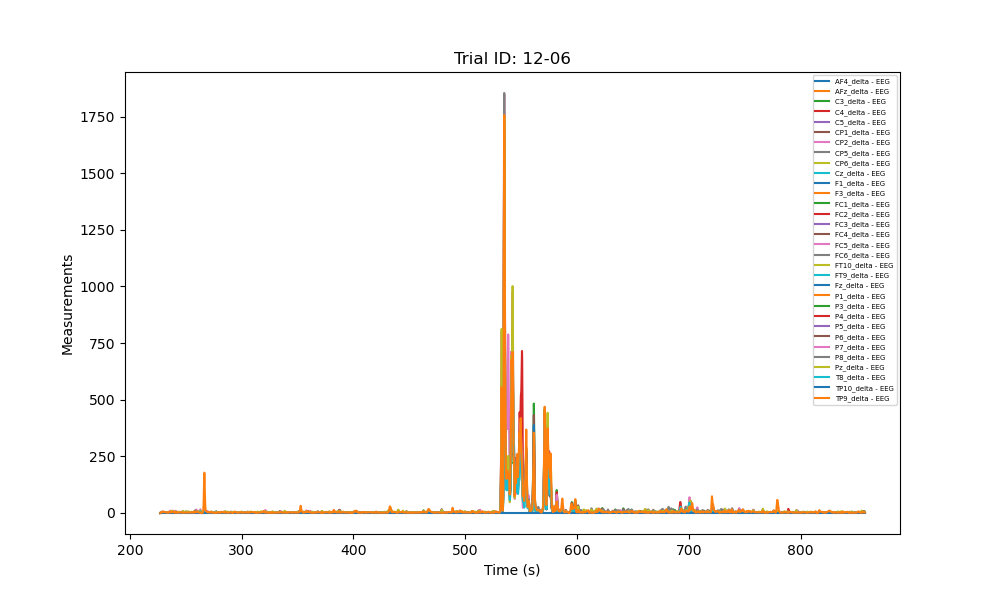 Trial ID: 12-06
Measurements
1750
1500
1250
1000
750
500
250
0
200
300
400
500
600
700
800
Time (s)
AF4_delta - EEG
AFz_delta - EEG
C3_delta - EEG
C4_delta - EEG
C5_delta - EEG
CP1_delta - EEG
CP2_delta - EEG
CP5_delta - EEG
CP6_delta - EEG
Cz_delta - EEG
F1_delta - EEG
F3_delta - EEG
FC1_delta - EEG
FC2_delta - EEG
FC3_delta - EEG
FC4_delta - EEG
FC5_delta - EEG
FC6_delta - EEG
FT10_delta - EEG
FT9_delta - EEG
Fz_delta - EEG
P1_delta - EEG
P3_delta - EEG
P4_delta - EEG
P5_delta - EEG
P6_delta - EEG
P7_delta - EEG
P8_delta - EEG
Pz_delta - EEG
T8_delta - EEG
TP10_delta - EEG
TP9_delta - EEG